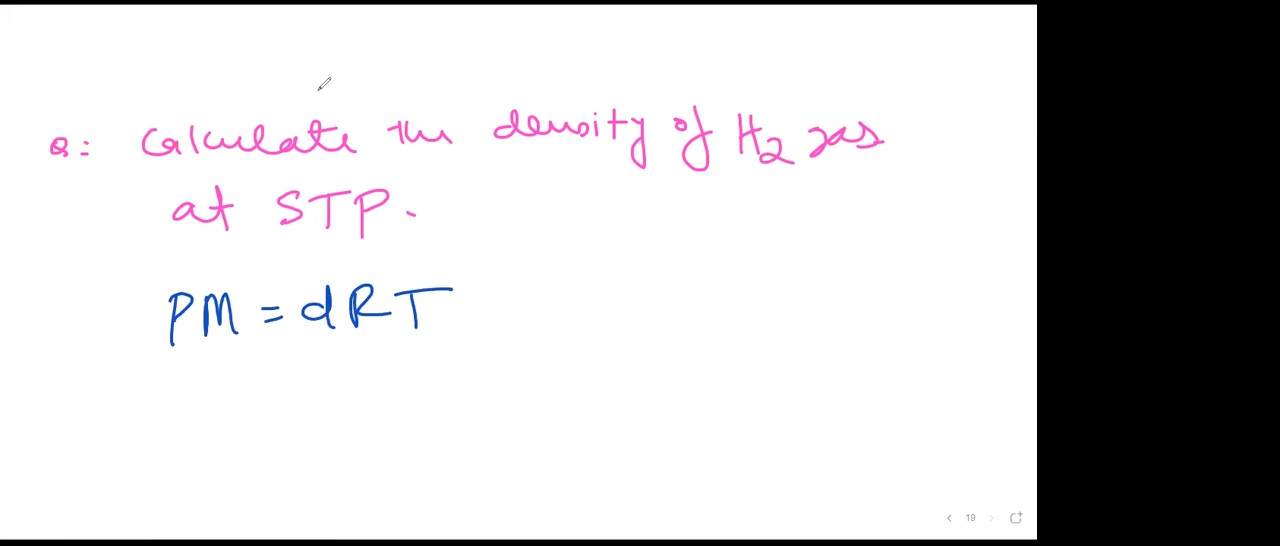 Q: Calculate the density of H2 gas
at STP.
PM = dRT
19